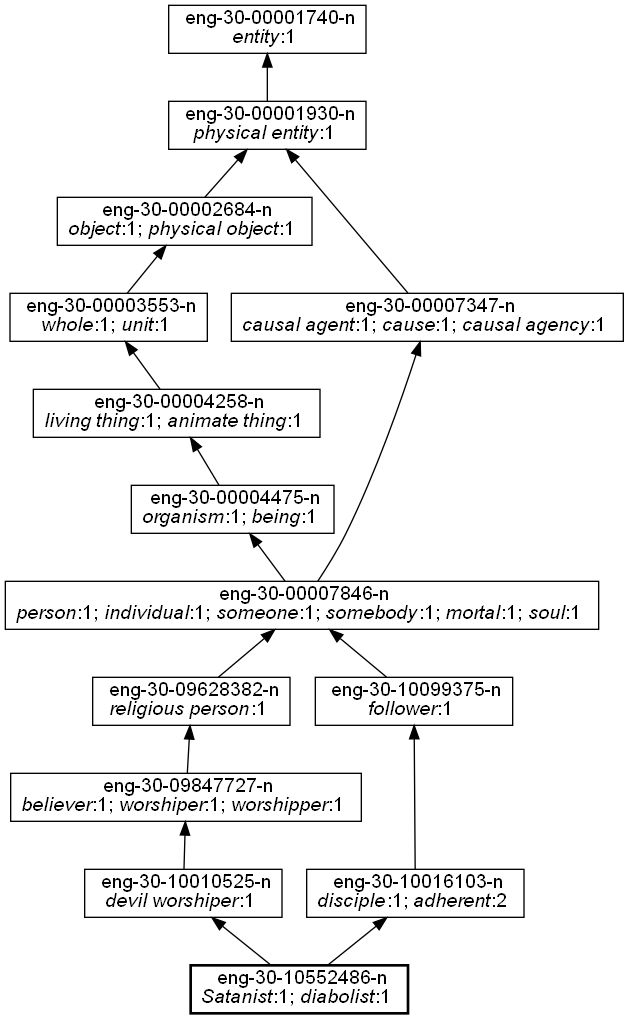 eng-30-00001740-n
entity:1
eng-30-00001930-n
physical entity:1
eng-30-00002684-n
object:1; physical object:1
eng-30-00003553-n
whole:1; unit:1
eng-30-00007347-n
causal agent:1; cause:1; causal agency:1
eng-30-00004258-n
living thing:1; animate thing:1
eng-30-00004475-n
organism:1; being:1
eng-30-00007846-n
person:1; individual:1; someone:1; somebody:1; mortal:1; soul:1
eng-30-09628382-n
religious person:1
eng-30-10099375-n
follower:1
eng-30-09847727-n
believer:1; worshiper:1; worshipper:1
eng-30-10010525-n
devil worshiper:1
eng-30-10016103-n
disciple:1; adherent:2
eng-30-10552486-n
Satanist:1; diabolist:1